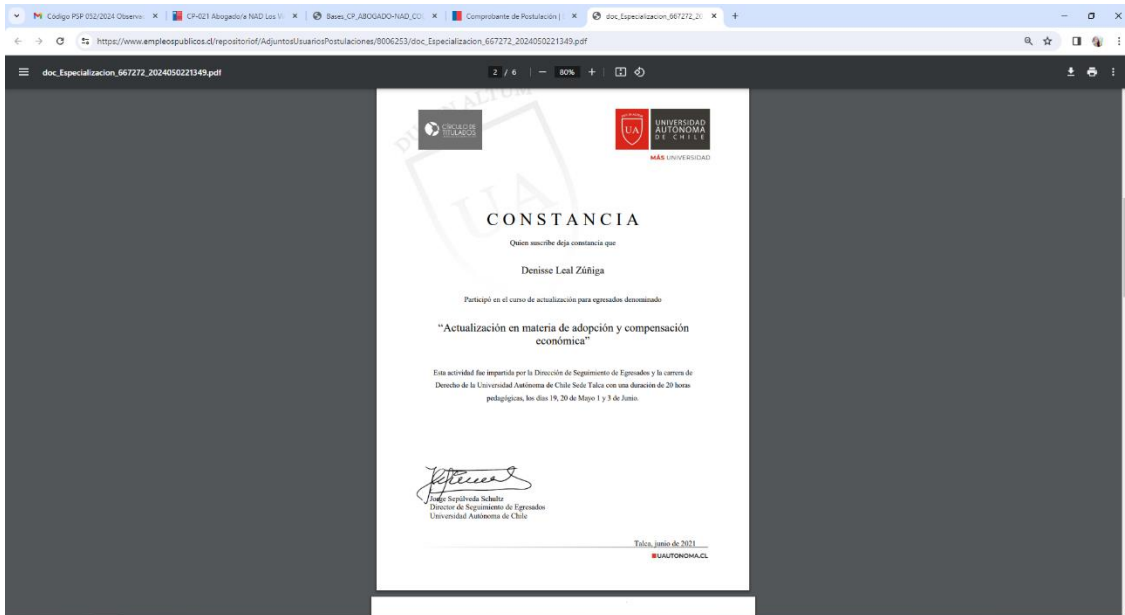 Código PSP 052/2024 Observac
CP-021 Abogado/a NAD Los V
Bases_CP_ABOGADO-NAD_CO
Comprobante de Postulación |
doc_Especializacion_667272_20
https://www.empleospublicos.cl/repositoriof/AdjuntosUsuariosPostulaciones/8006253/doc_Especializacion_667272_2024050221349.pdf
doc_Especializacion_667272_2024050221349.pdf
2 / 6
80%
CÍRCULO DE
TITULADOS
UA
UNIVERSIDAD
AUTÓNOMA
DE CHILE
MÁS UNIVERSIDAD
UA
CONSTANCIA
Quien suscribe deja constancia que
Denisse Leal Zúñiga
Participó en el curso de actualización para egresados denominado
“Actualización en materia de adopción y compensación
económica”
Esta actividad fue impartida por la Dirección de Seguimiento de Egresados y la carrera de
Derecho de la Universidad Autónoma de Chile Sede Talca con una duración de 20 horas
pedagógicas, los días 19, 20 de Mayo 1 y 3 de Junio.
Jorge Sepúlveda Schultz
Director de Seguimiento de Egresados
Universidad Autónoma de Chile
Talca, junio de 2021
UAUTONOMA.CL